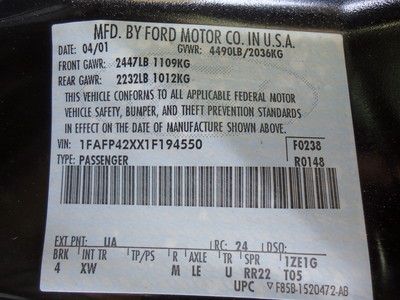 MFD. BY FORD MOTOR CO. IN U.S.A.
DATE: 04/01 GVWR: 4490LB/2036KG
FRONT GAWR: 2447LB 1109KG
REAR GAWR: 2232LB 1012KG
THIS VEHICLE CONFORMS TO ALL APPLICABLE FEDERAL MOTOR
VEHICLE SAFETY, BUMPER, AND THEFT PREVENTION STANDARDS
IN EFFECT ON THE DATE OF MANUFACTURE SHOWN ABOVE.
VIN: 1FAFP42XX1F194550 F0238
TYPE: PASSENGER R0148
EXT PNT: UA RC: 24 DSO:
BRK INT TR TP/PS R AXLE TR SPR 1ZE1G
4 XW M LE U RR22 T05
UPC F85B-1520472-AB